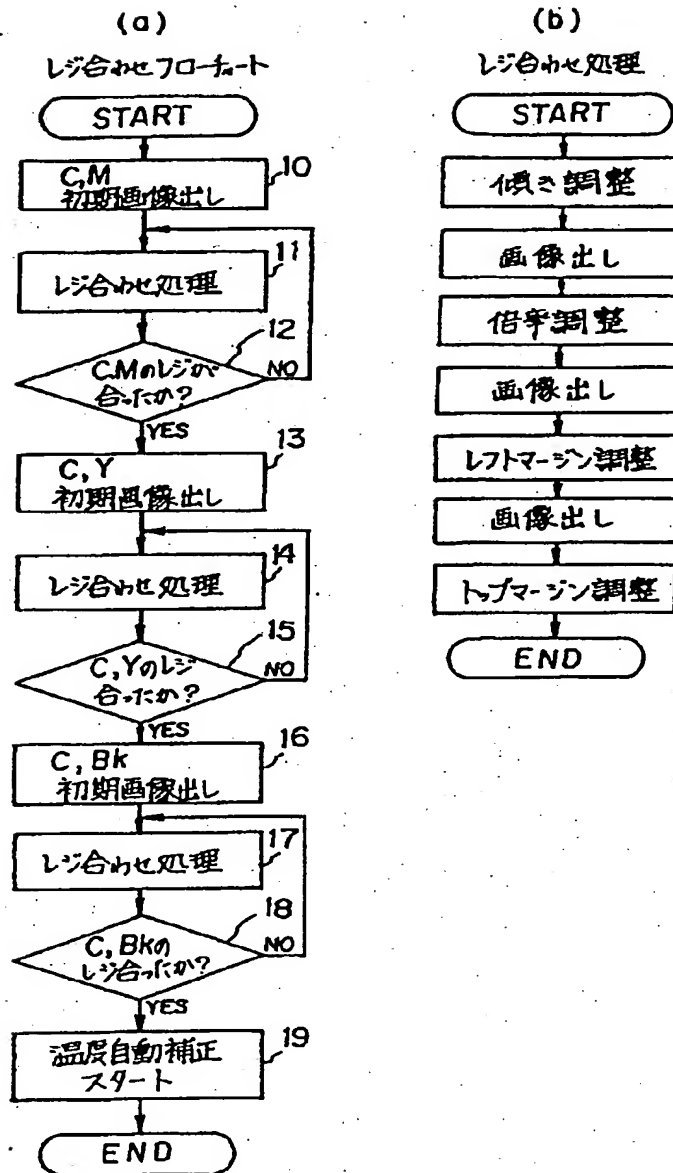 (a)
レジ合わせフローチャート
START
C,M
初期画像出し
10
レジ合わせ処理
11
C,Mのレジが
合ったか?
12
NO
YES
C,Y
初期画像出し
13
レジ合わせ処理
14
C,Yのレジ
合ったか?
15
NO
YES
C,Bk
初期画像出し
16
レジ合わせ処理
17
C,Bkの
レジ合ったか?
18
NO
YES
温度自動補正
スタート
19
END
(b)
レジ合わせ処理
START
傾き調整
画像出し
倍率調整
画像出し
レフトマージン調整
画像出し
トップマージン調整
END